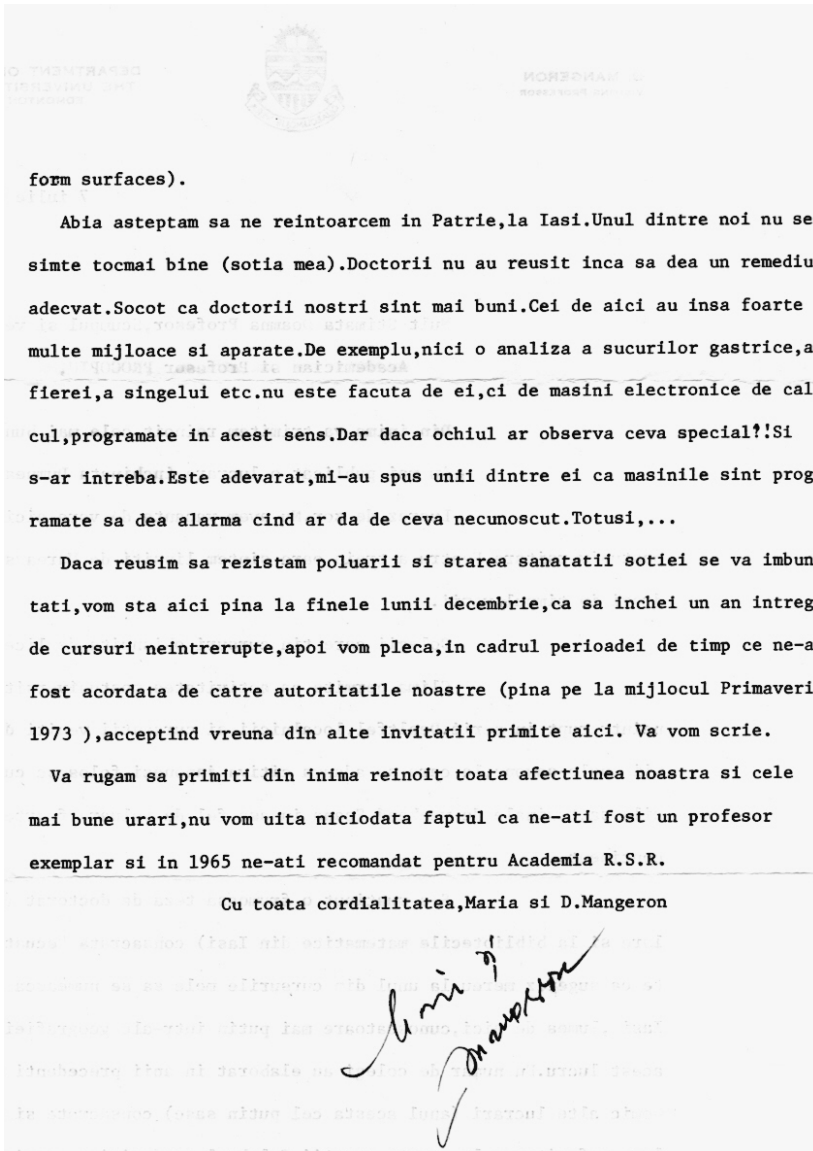 form surfaces).
Abia asteptam sa ne reintoarcem in Patrie,la Iasi.Unul dintre noi nu se
simte tocmai bine (sotia mea).Doctorii nu au reusit inca sa dea un remediu
adecvat.Socot ca doctorii nostri sint mai buni.Cei de aici au insa foarte
multe mijloace si aparate.De exemplu,nici o analiza a sucurilor gastrice,a
fierei,a singelui etc.nu este facuta de ei,ci de masini electronice de cal
cul,programate in acest sens.Dar daca ochiul ar observa ceva special?!Si
s-ar intreba.Este adevarat,mi-au spus unii dintre ei ca masinile sint prog
ramate sa dea alarma cind ar da de ceva necunoscut.Totusi,...
Daca reusim sa rezistam poluarii si starea sanatatii sotiei se va imbun
tati,vom sta aici pina la finele lunii decembrie,ca sa inchei un an intreg
de cursuri neintrerupte,apoi vom pleca,in cadrul perioadei de timp ce ne-a
fost acordata de catre autoritatile noastre (pina pe la mijlocul Primaveri
1973 ),acceptind vreuna din alte invitatii primite aici. Va vom scrie.
Va rugam sa primiti din inima reinoit toata afectiunea noastra si cele
mai bune urari,nu vom uita niciodata faptul ca ne-ati fost un profesor
exemplar si in 1965 ne-ati recomandat pentru Academia R.S.R.
Cu toata cordialitatea,Maria si D.Mangeron